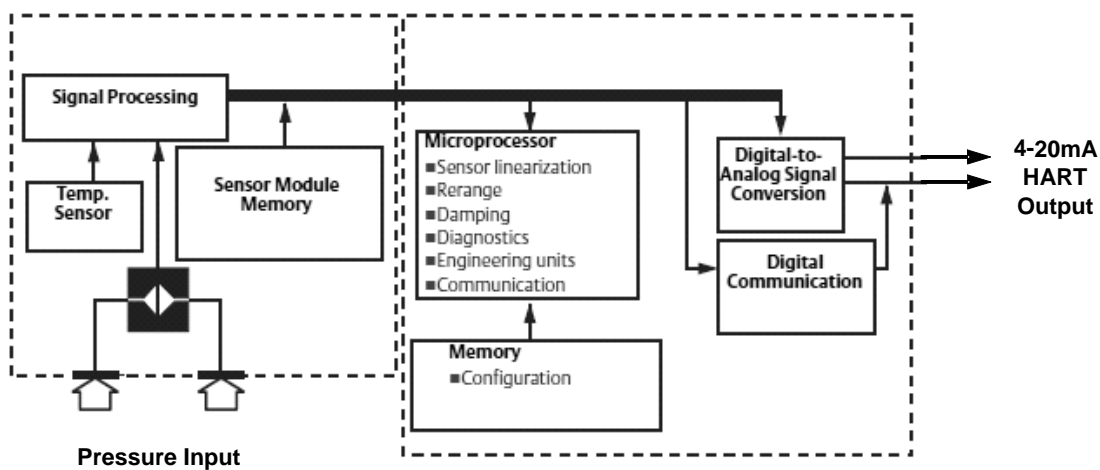 Signal Processing
Temp.
Sensor
Sensor Module
Memory
Pressure Input
Microprocessor
■Sensor linearization
■Rerange
■Damping
■Diagnostics
■Engineering units
■Communication
Memory
■Configuration
Digital-to-
Analog Signal
Conversion
Digital
Communication
4-20mA
HART
Output